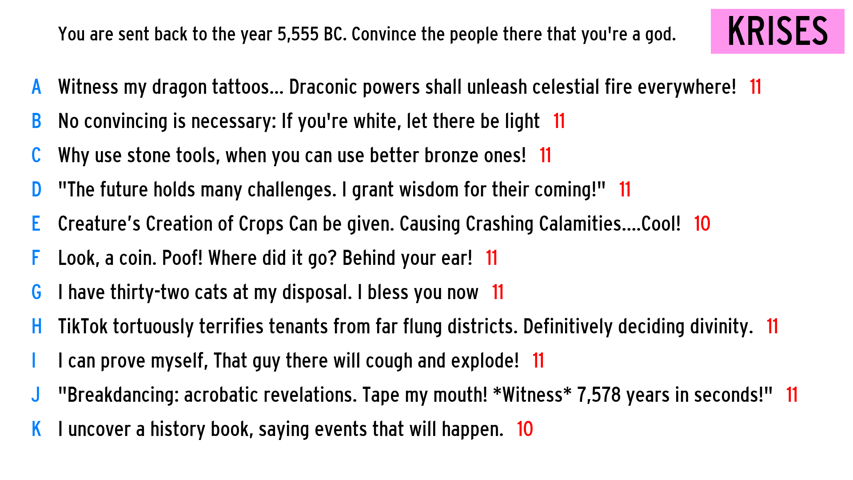 You are sent back to the year 5,555 BC. Convince the people there that you're a god.
KRISES
A Witness my dragon tattoos... Draconic powers shall unleash celestial fire everywhere! 11
B No convincing is necessary: If you're white, let there be light 11
C Why use stone tools, when you can use better bronze ones! 11
D "The future holds many challenges. I grant wisdom for their coming!" 11
E Creature’s Creation of Crops Can be given. Causing Crashing Calamities....Cool! 10
F Look, a coin. Poof! Where did it go? Behind your ear! 11
G I have thirty-two cats at my disposal. I bless you now 11
H TikTok tortuously terrifies tenants from far flung districts. Definitively deciding divinity. 11
I I can prove myself, That guy there will cough and explode! 11
J "Breakdancing: acrobatic revelations. Tape my mouth! *Witness* 7,578 years in seconds!" 11
K I uncover a history book, saying events that will happen. 10